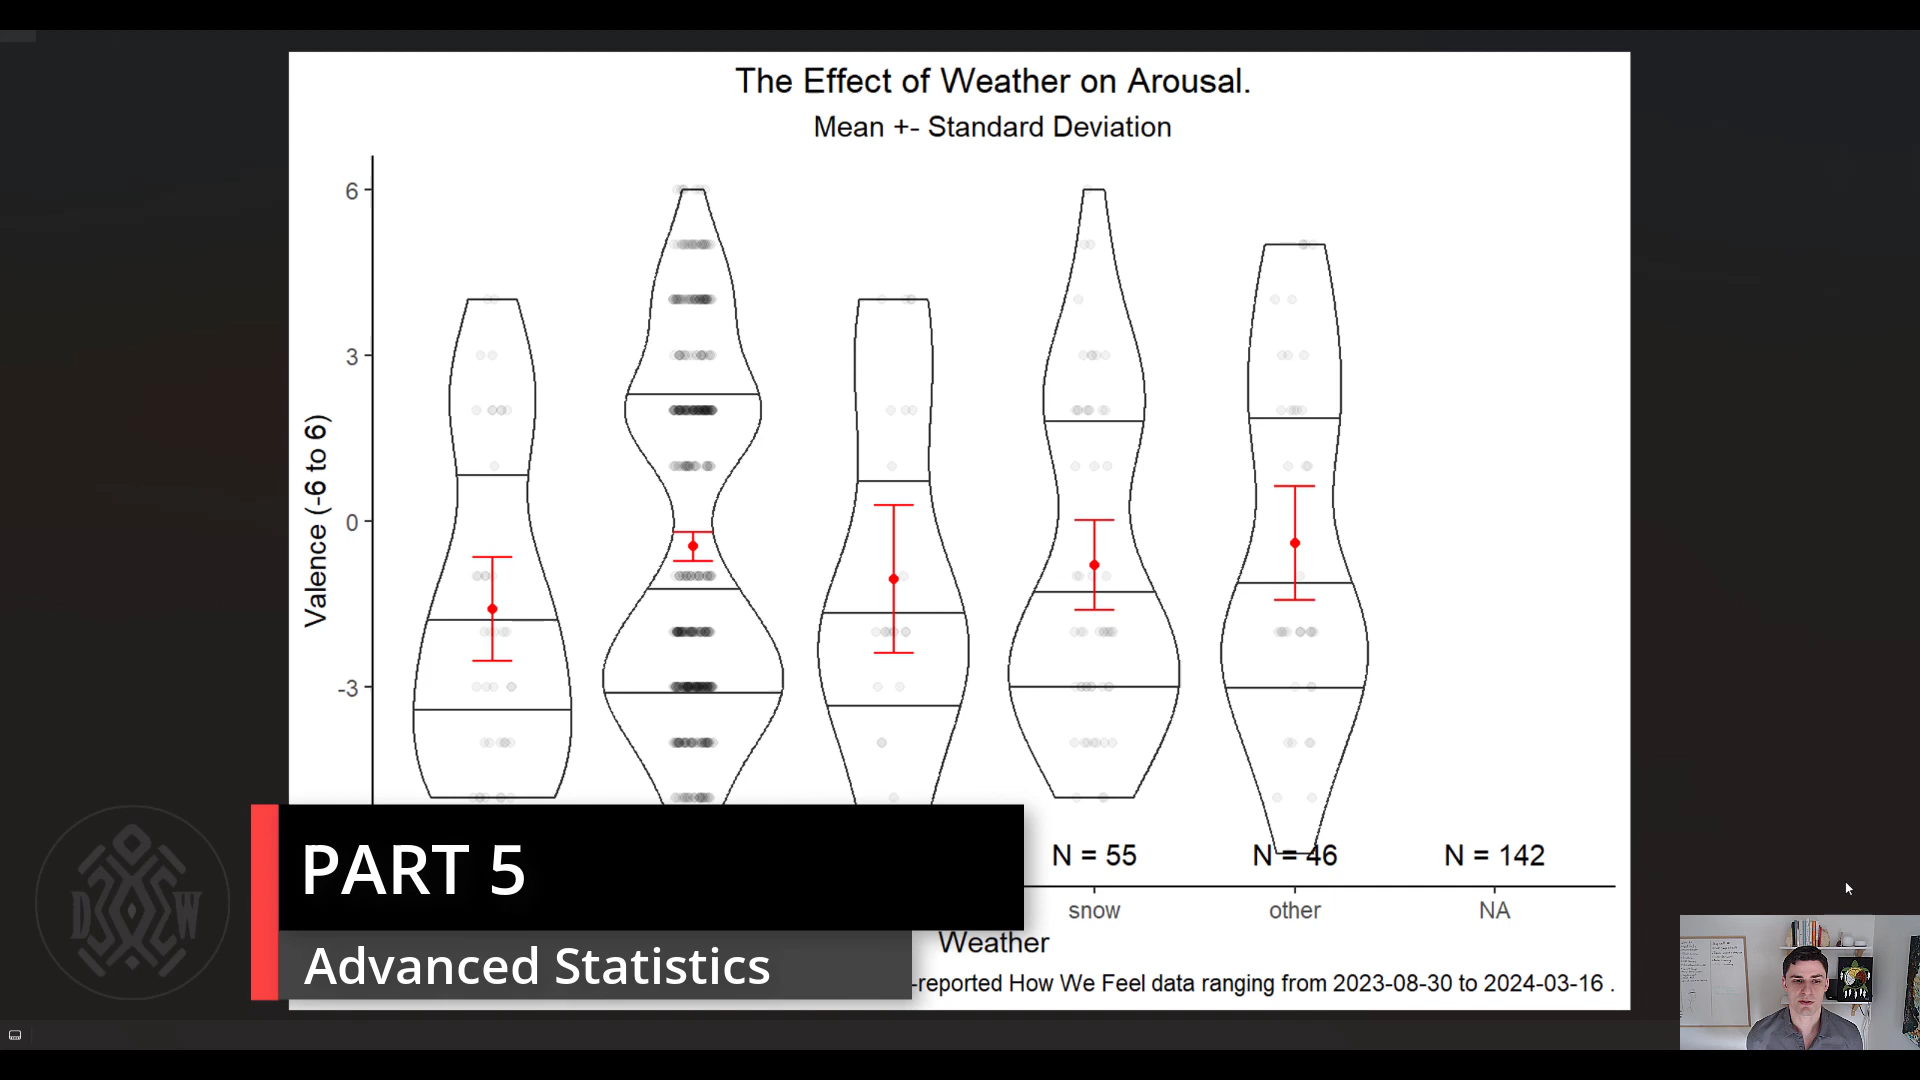 The Effect of Weather on Arousal.
Mean +- Standard Deviation
6
3
0
-3
Valence (-6 to 6)
N = 55
N = 46
N = 142
snow
other
NA
Weather
-reported How We Feel data ranging from 2023-08-30 to 2024-03-16 .
PART 5
Advanced Statistics
D W